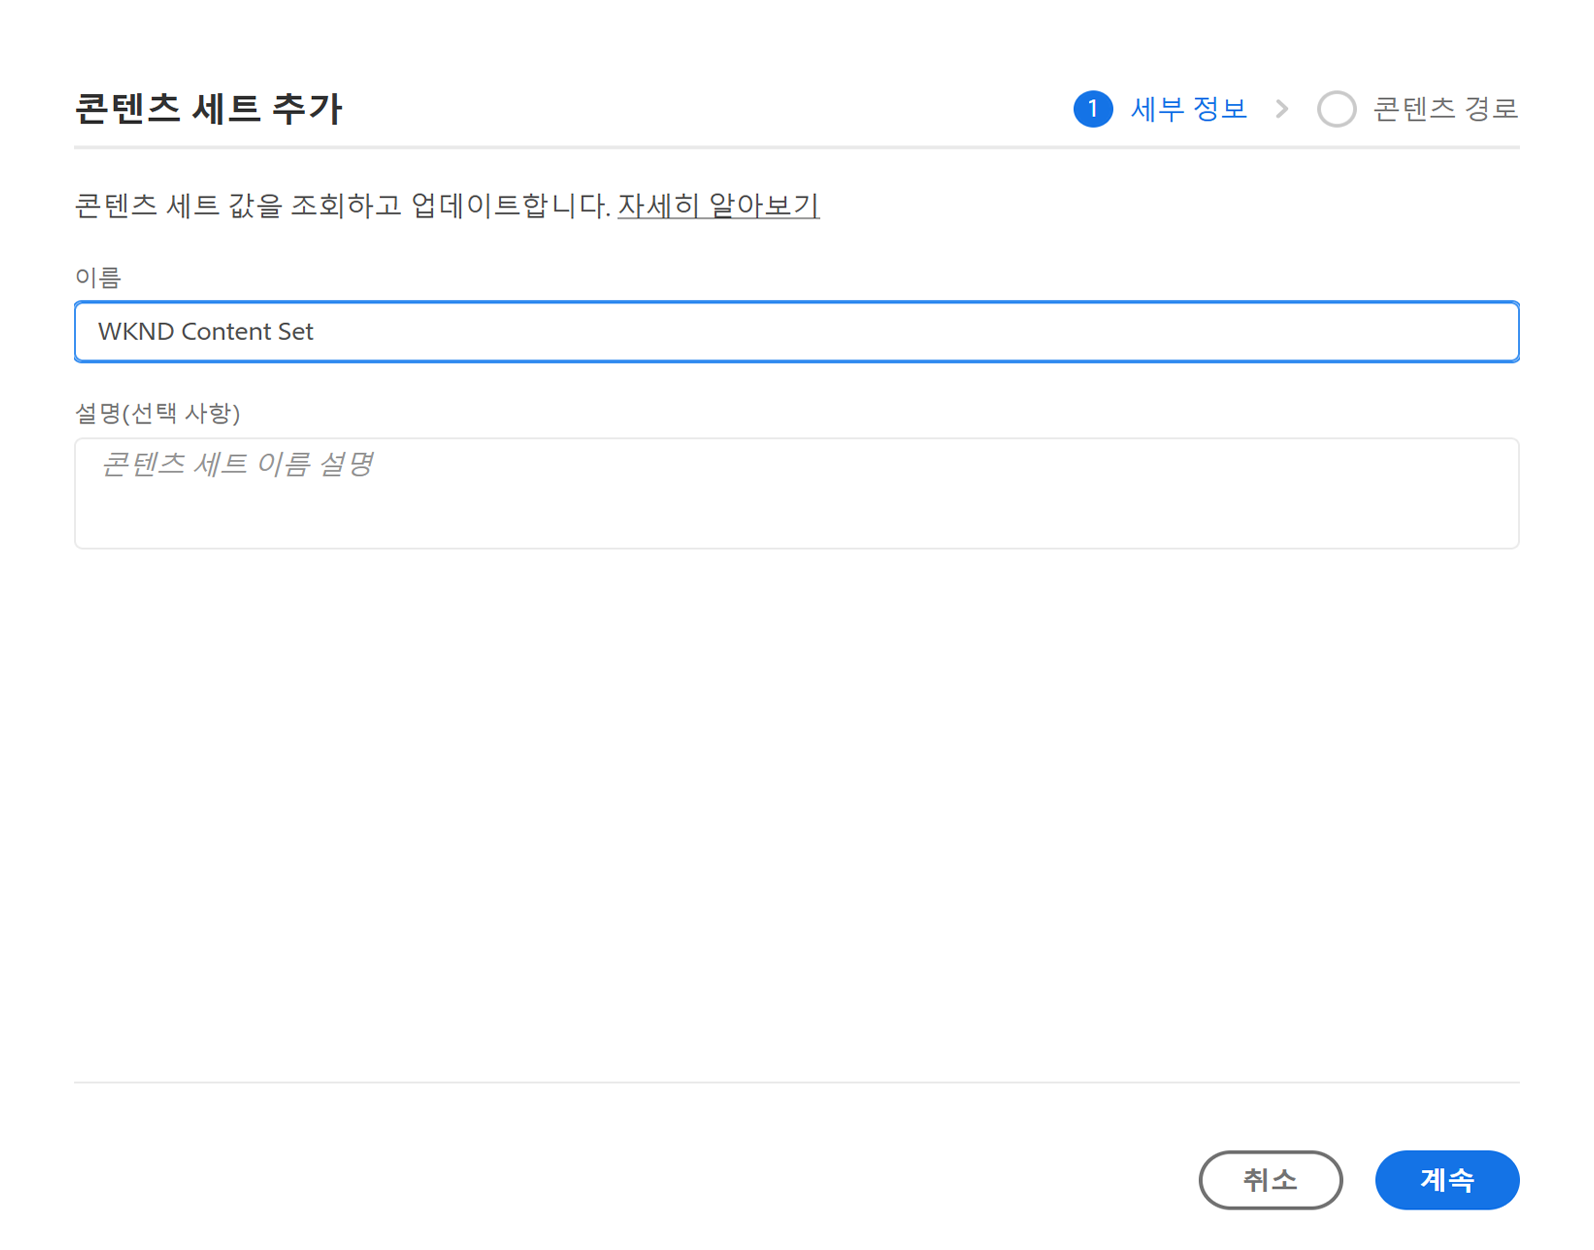 콘텐츠 세트 추가
1 세부 정보 > 콘텐츠 경로
콘텐츠 세트 값을 조회하고 업데이트합니다. 자세히 알아보기
이름
WKND Content Set
설명(선택 사항)
콘텐츠 세트 이름 설명
취소
계속